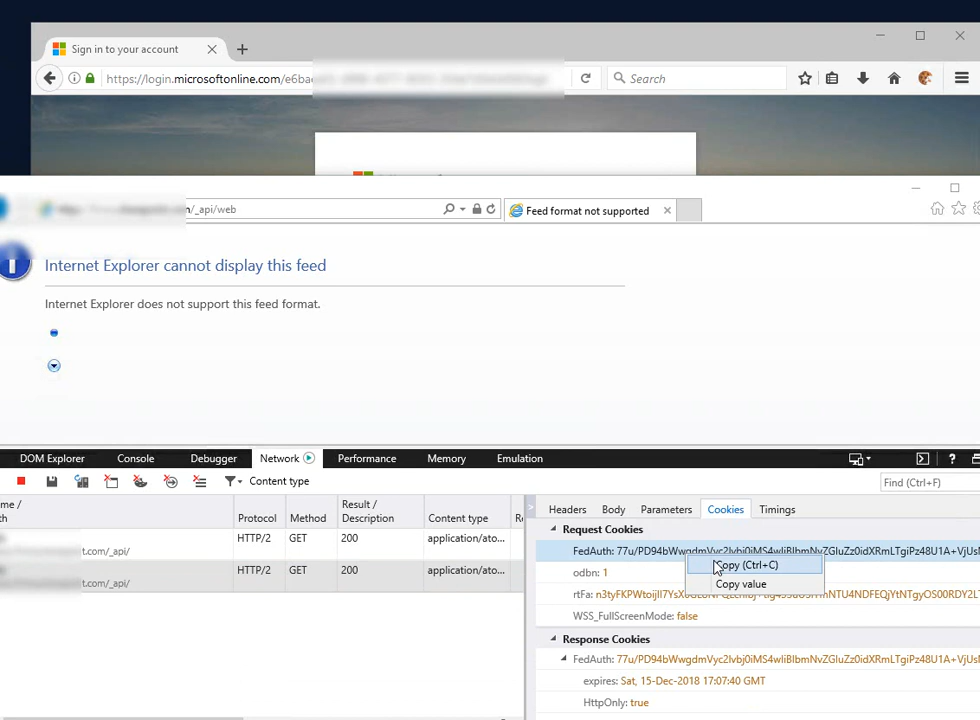 Sign in to your account
https://login.microsoftonline.com/e6bae
Search
/_api/web
Feed format not supported
Internet Explorer cannot display this feed
Internet Explorer does not support this feed format.
DOM Explorer Console Debugger Network Performance Memory Emulation
Content type
Find (Ctrl+F)
me /
th
Protocol
Method
Result /
Description
Content type
Re
Headers Body Parameters Cookies Timings
Request Cookies
HTTP/2 GET 200 application/ato...
t.com/_api/
HTTP/2 GET 200 application/ato...
t.com/_api/
Copy (Ctrl+C)
Copy value
odbn: 1
WSS_FullScreenMode: false
Response Cookies
expires: Sat, 15-Dec-2018 17:07:40 GMT
HttpOnly: true